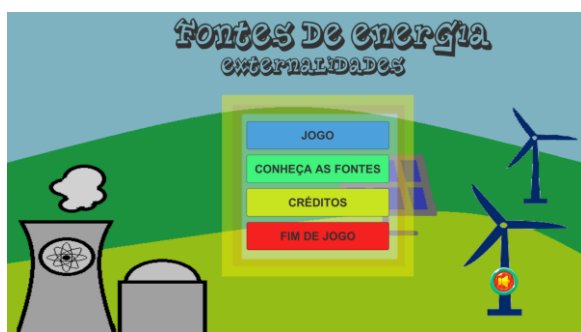 Fontes de energia
externalidades
JOGO
CONHEÇA AS FONTES
CRÉDITOS
FIM DE JOGO